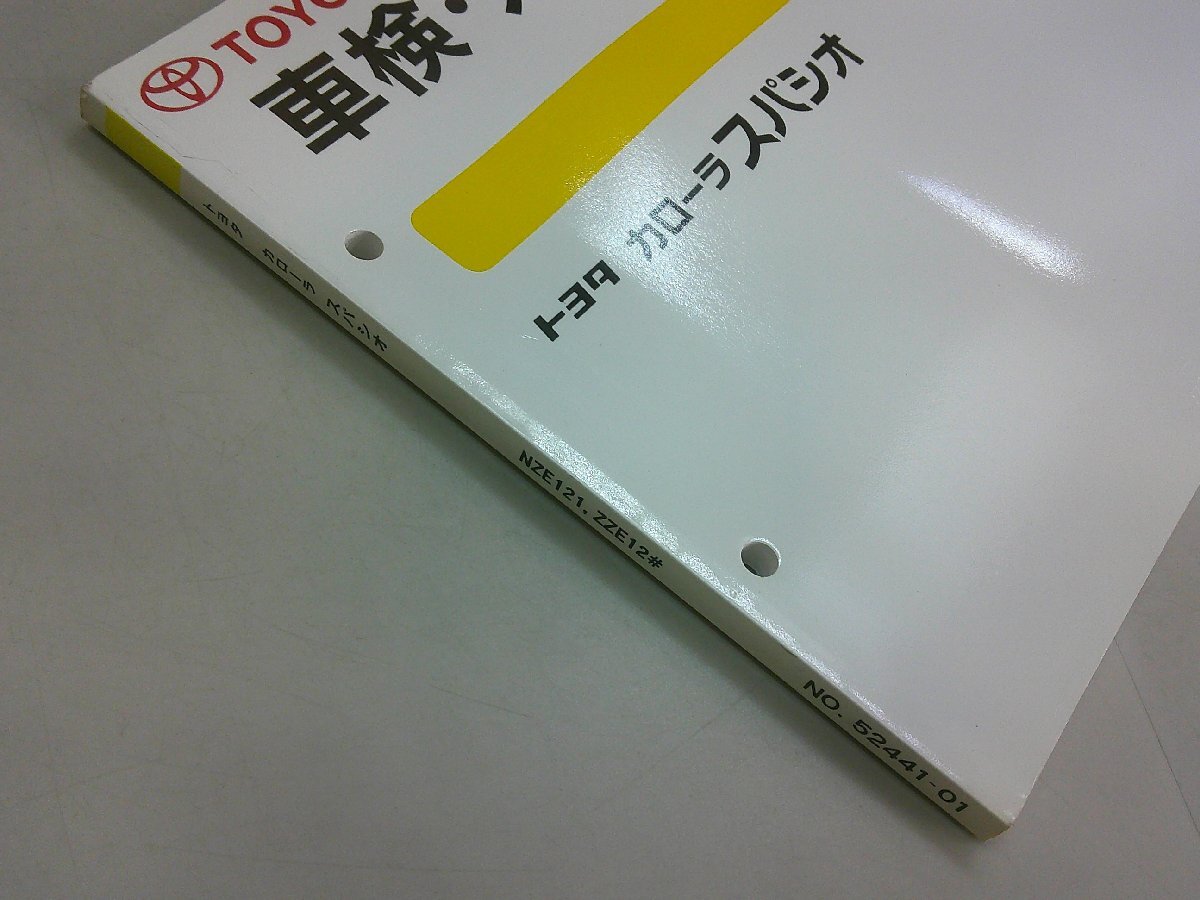 TOYO
車検・
トヨタ カローラスパシオ
トヨタ カローラ スパシオ
NZE121, ZZE12#
NO. 52441-01